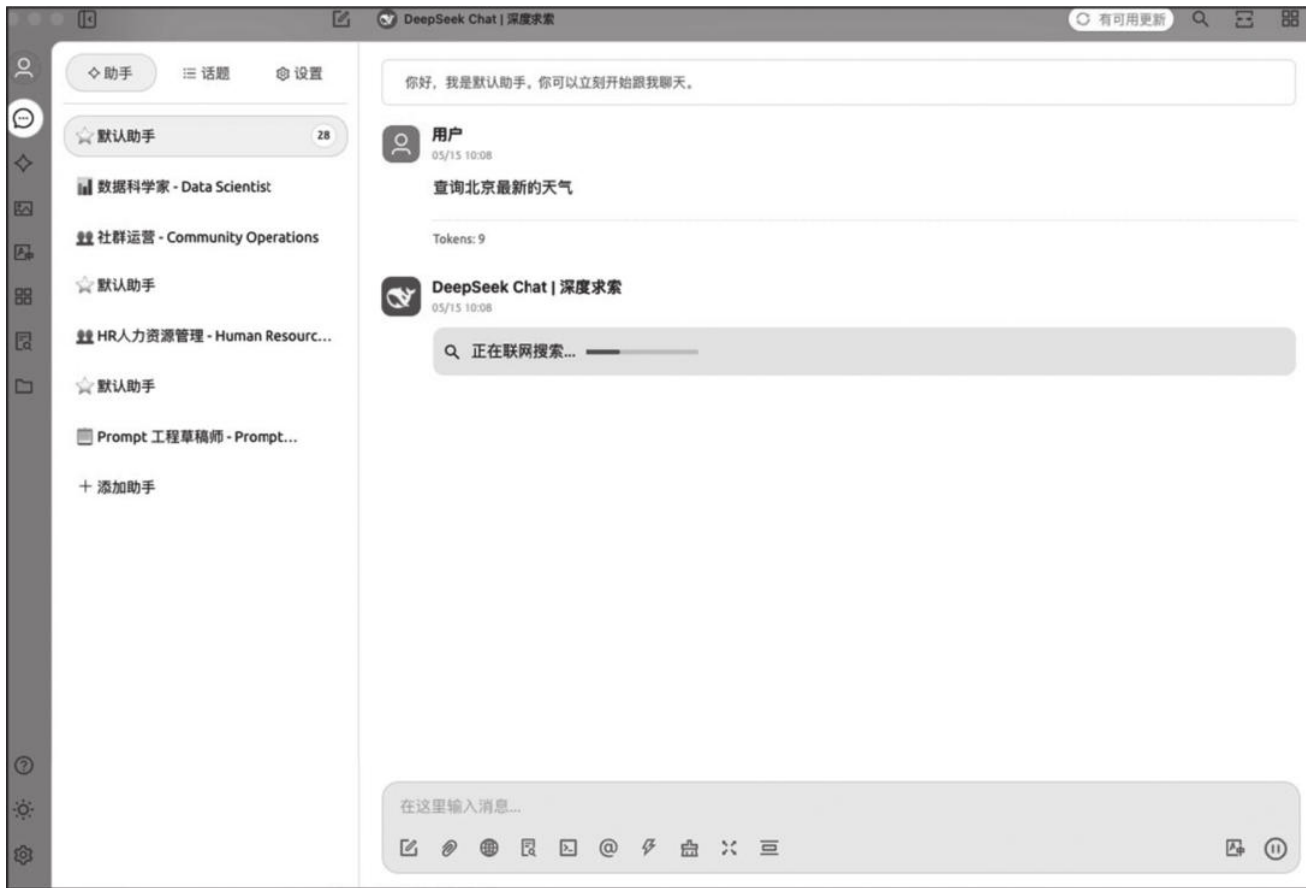 DeepSeek Chat | 深度求索
有可用更新
助手
话题
设置
默认助手
28
数据科学家 - Data Scientist
社群运营 - Community Operations
默认助手
HR人力资源管理 - Human Resourc...
默认助手
Prompt 工程草稿师 - Prompt...
+ 添加助手
你好，我是默认助手。你可以立刻开始跟我聊天。
用户
05/15 10:08
查询北京最新的天气
Tokens: 9
DeepSeek Chat | 深度求索
05/15 10:08
正在联网搜索...
在这里输入消息...